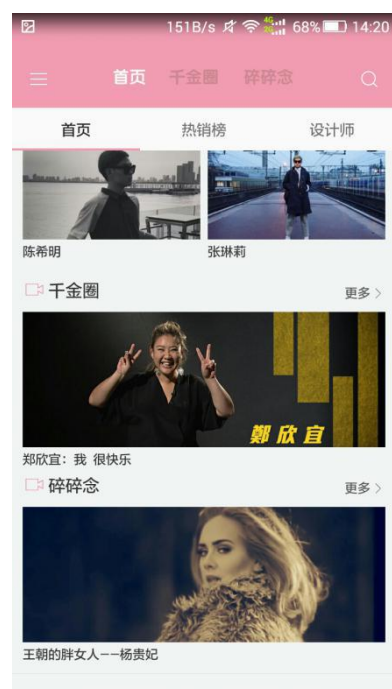 151B/s 4G 2G 68% 14:20
首页 千金圈 碎碎念
首页 热销榜 设计师
陈希明 张琳莉
千金圈 更多
鄭欣宜
郑欣宜：我 很快乐
碎碎念 更多
王朝的胖女人--杨贵妃